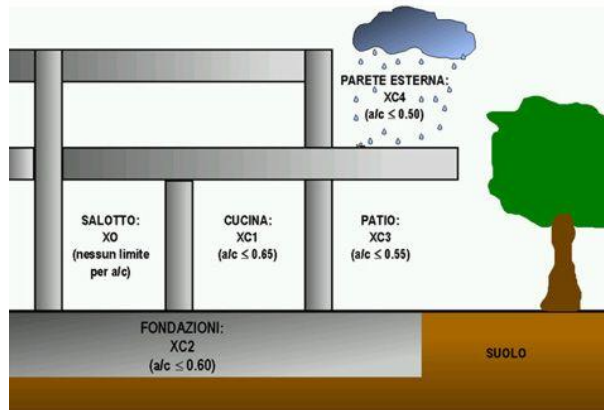 PARETE ESTERNA:
XC4
(a/c ≤ 0.50)
SALOTTO:
XO
(nessun limite
per a/c)
CUCINA:
XC1
(a/c ≤ 0.65)
PATIO:
XC3
(a/c ≤ 0.55)
FONDAZIONI:
XC2
(a/c ≤ 0.60)
SUOLO